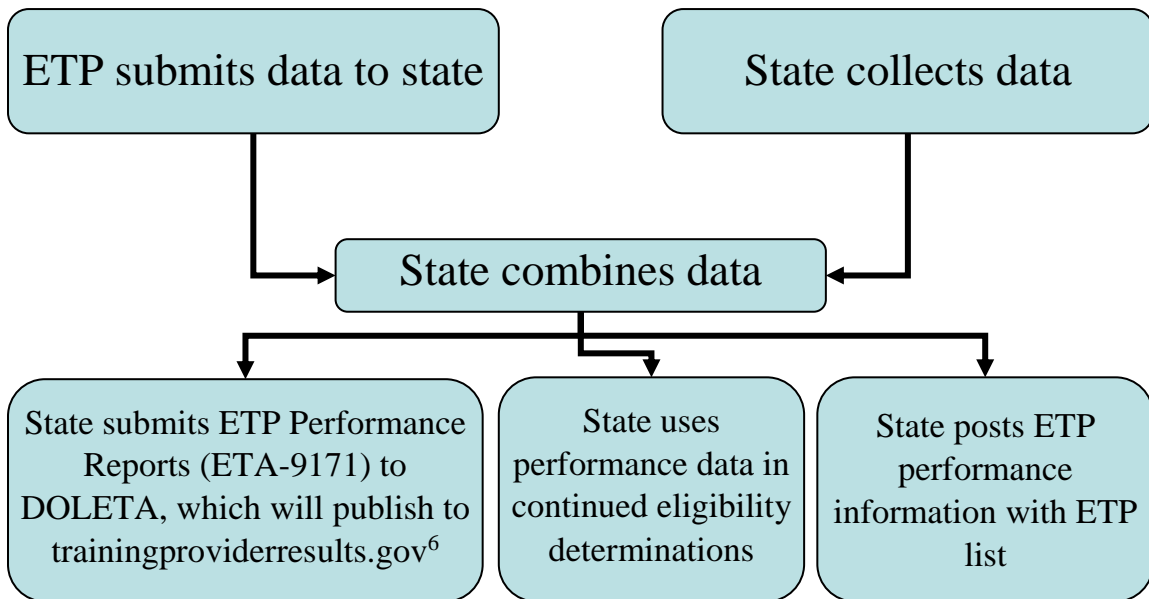 ETP submits data to state
State collects data
State combines data
State submits ETP Performance
Reports (ETA-9171) to
DOLETA, which will publish to
trainingproviderresults.gov⁶
State uses
performance data in
continued eligibility
determinations
State posts ETP
performance
information with ETP
list